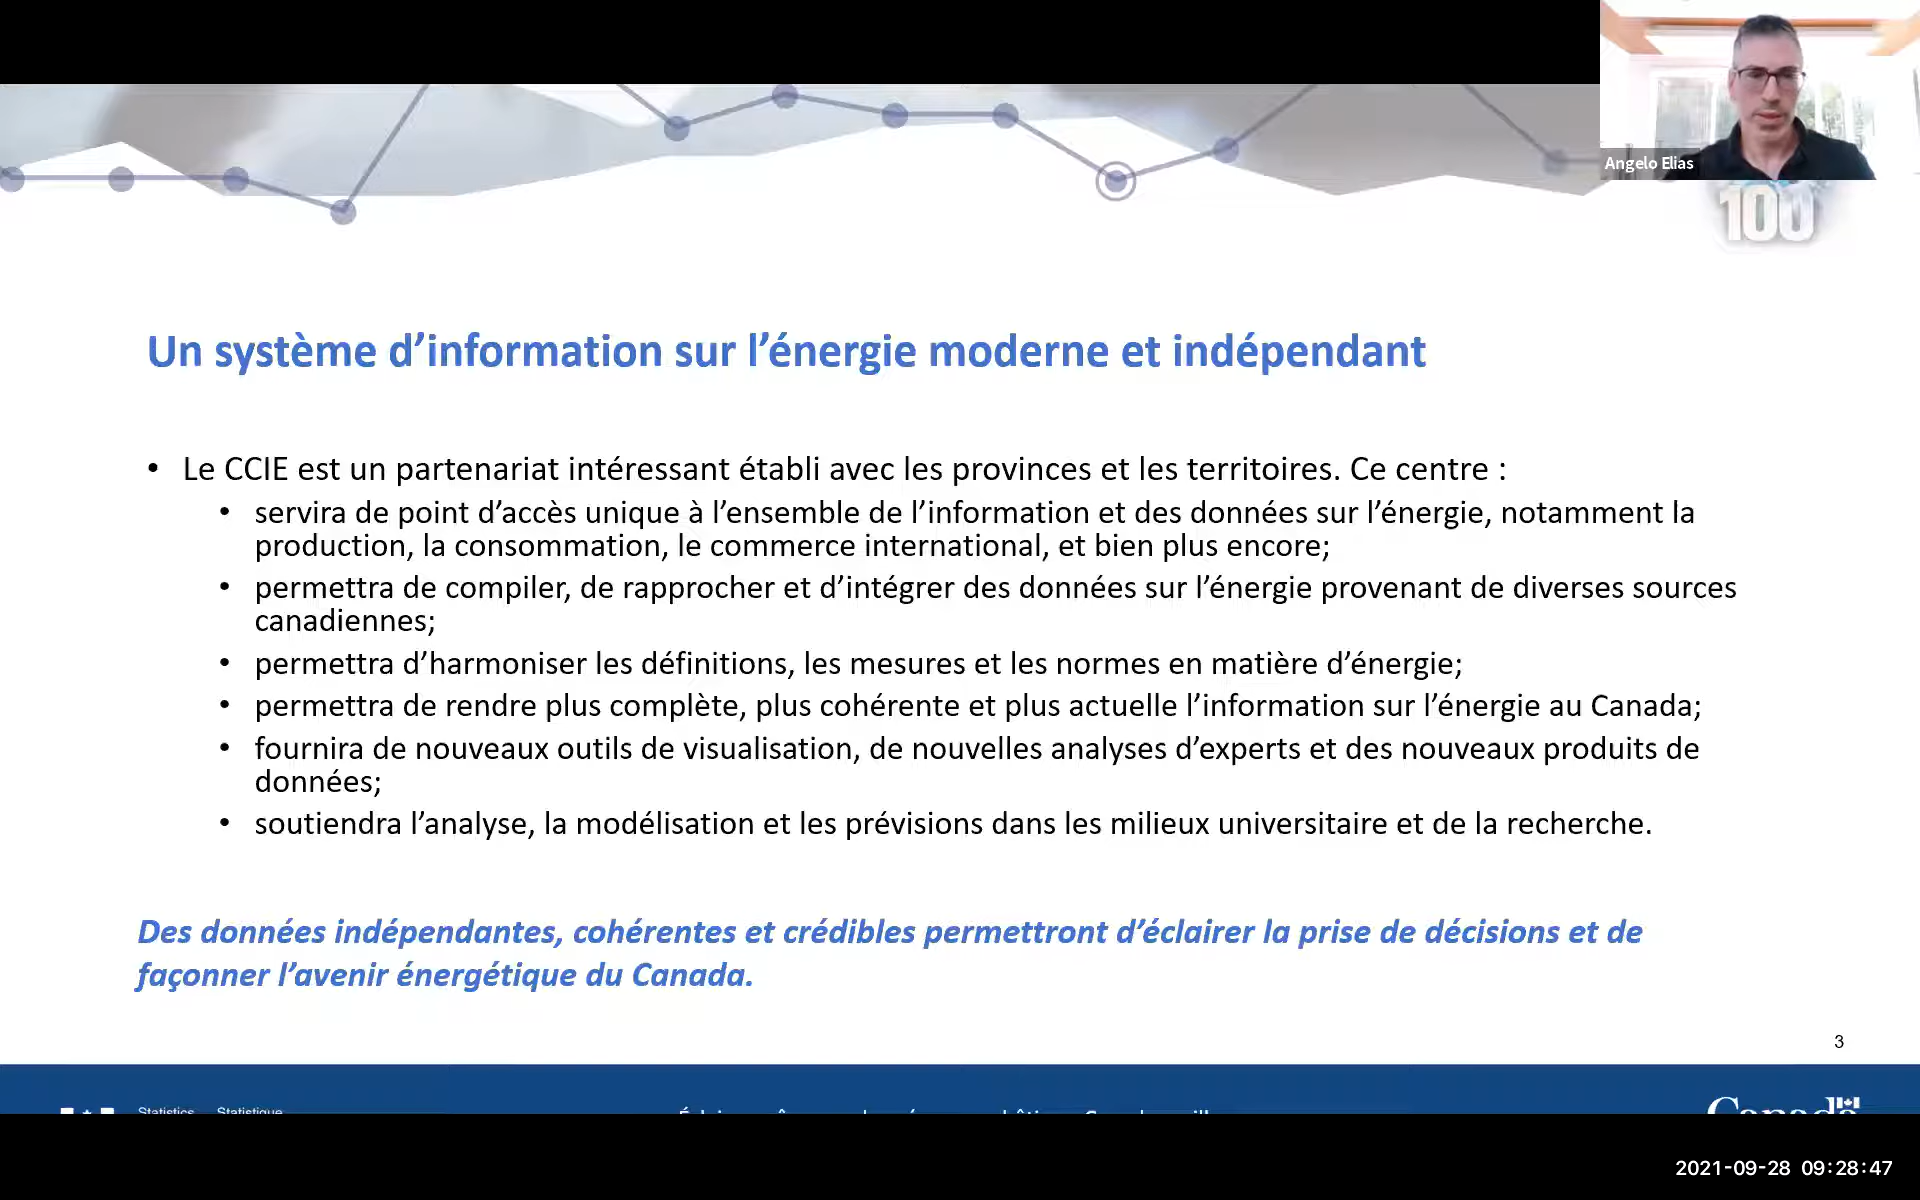 Angelo Elias
100
Un système d’information sur l’énergie moderne et indépendant
• Le CCIE est un partenariat intéressant établi avec les provinces et les territoires. Ce centre :
• servira de point d’accès unique à l’ensemble de l’information et des données sur l’énergie, notamment la
production, la consommation, le commerce international, et bien plus encore;
• permettra de compiler, de rapprocher et d’intégrer des données sur l’énergie provenant de diverses sources
canadiennes;
• permettra d’harmoniser les définitions, les mesures et les normes en matière d’énergie;
• permettra de rendre plus complète, plus cohérente et plus actuelle l’information sur l’énergie au Canada;
• fournira de nouveaux outils de visualisation, de nouvelles analyses d’experts et des nouveaux produits de
données;
• soutiendra l’analyse, la modélisation et les prévisions dans les milieux universitaire et de la recherche.
Des données indépendantes, cohérentes et crédibles permettront d’éclairer la prise de décisions et de
façonner l’avenir énergétique du Canada.
3
Statistics Statistique
Canada
2021-09-28 09:28:47